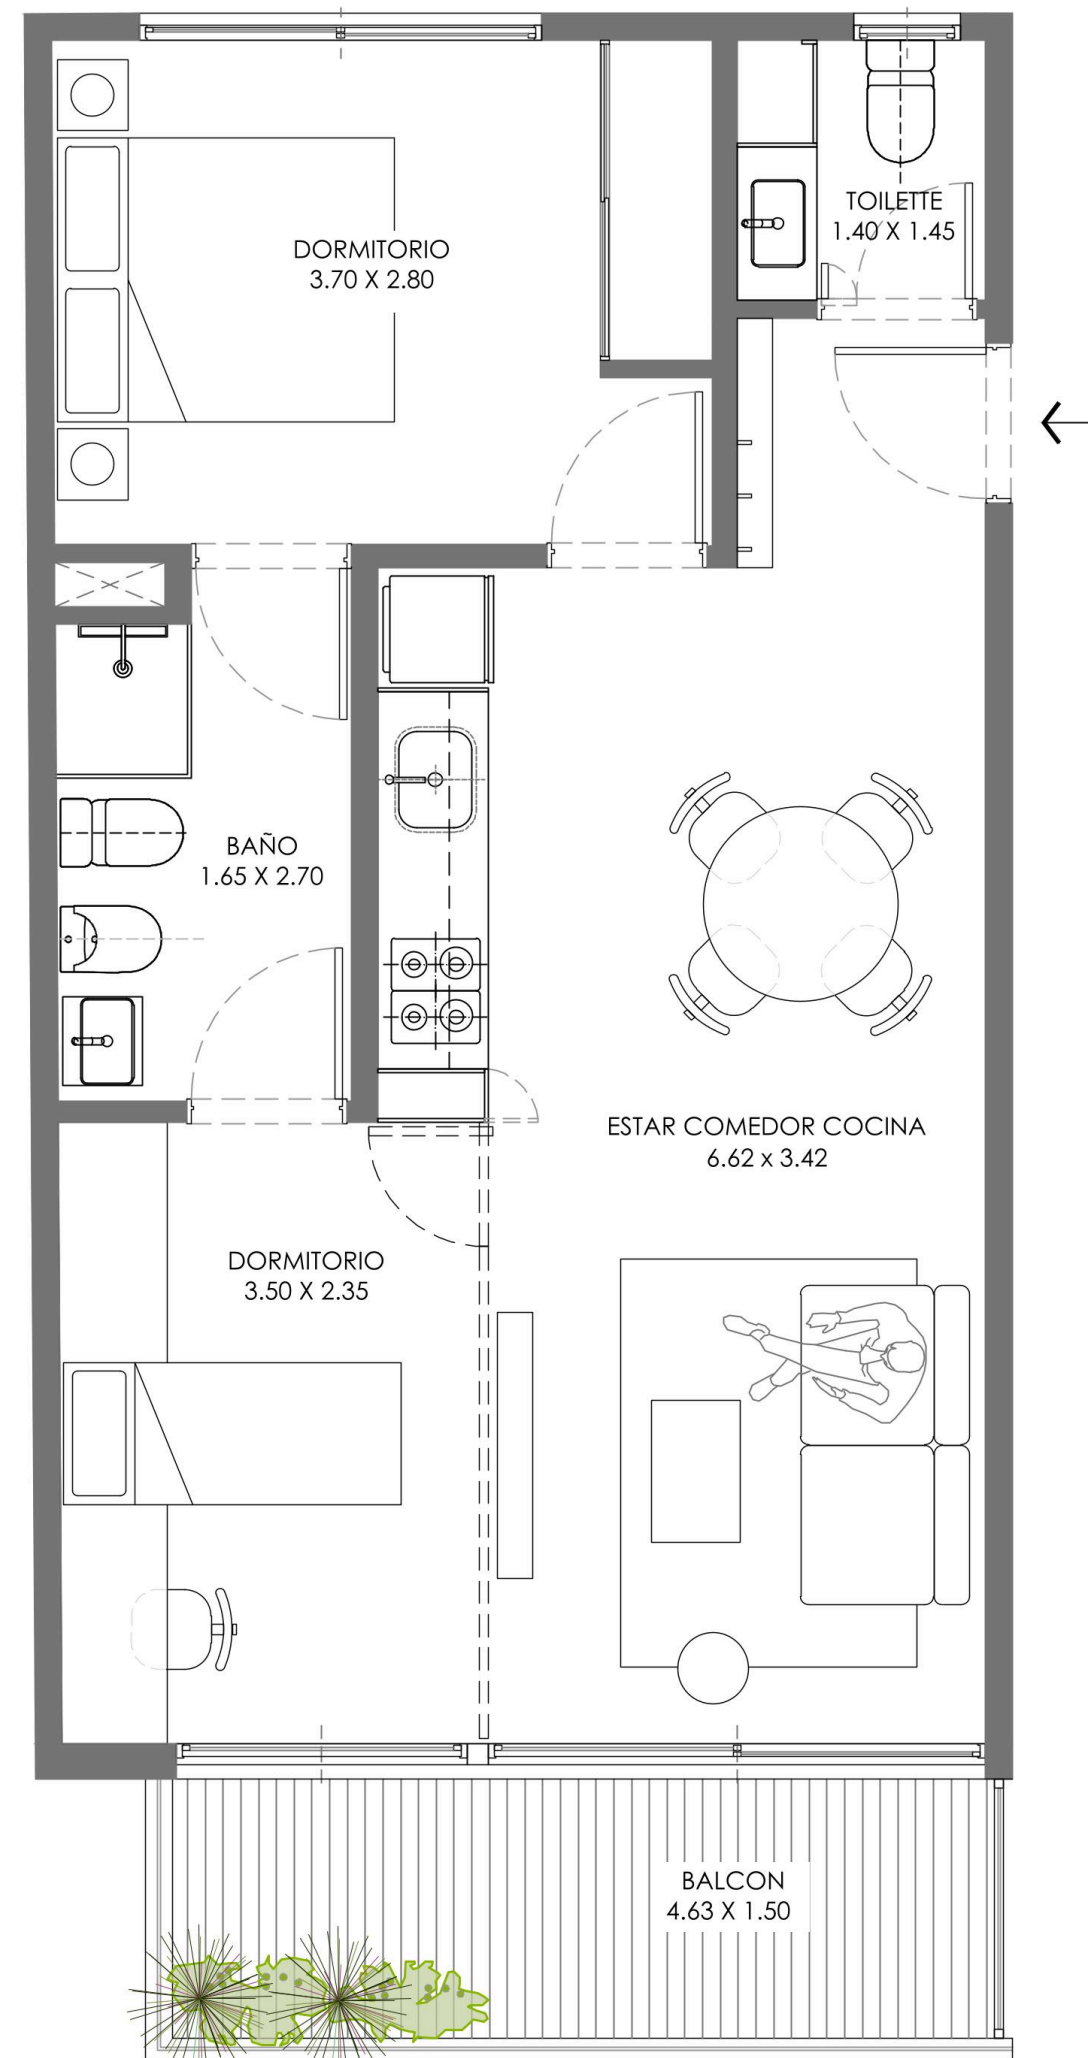 TOILETTE
1.40 X 1.45
DORMITORIO
3.70 X 2.80
BAÑO
1.65 X 2.70
ESTAR COMEDOR COCINA
6.62 x 3.42
DORMITORIO
3.50 X 2.35
BALCON
4.63 X 1.50